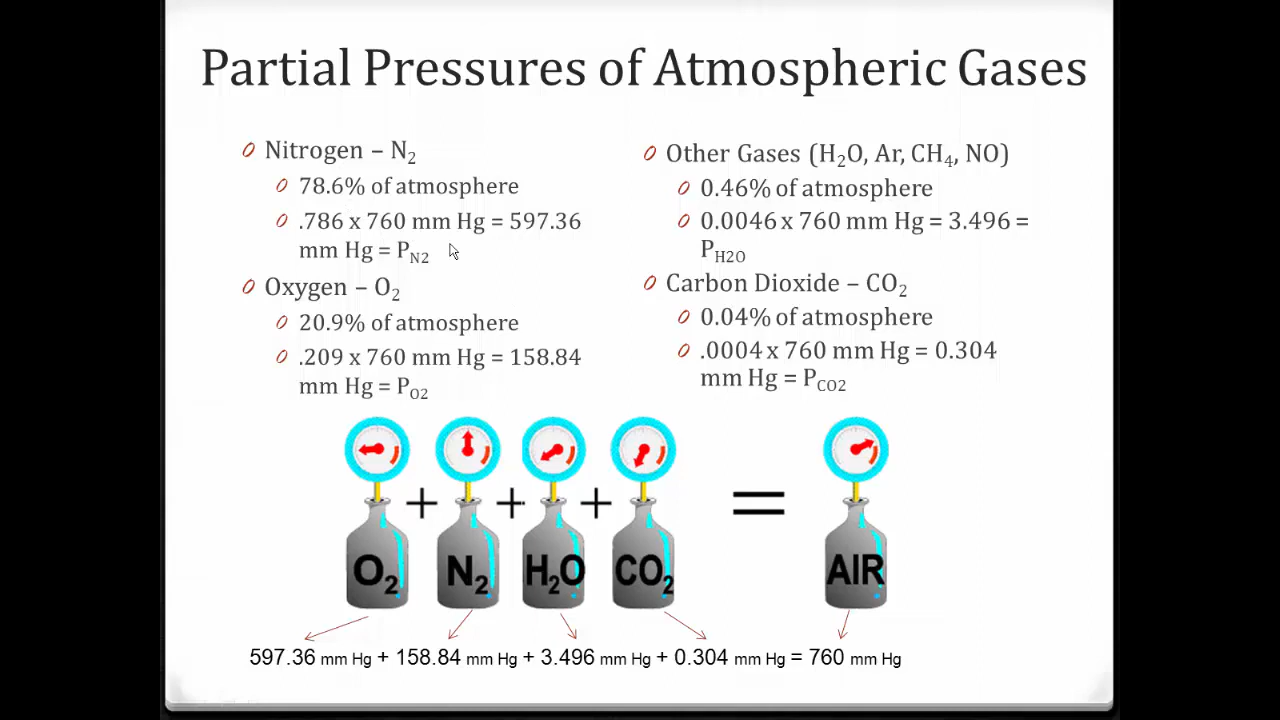 Partial Pressures of Atmospheric Gases
Nitrogen – N₂
78.6% of atmosphere
.786 x 760 mm Hg = 597.36
mm Hg = P_N2
Oxygen – O₂
20.9% of atmosphere
.209 x 760 mm Hg = 158.84
mm Hg = P_O2
Other Gases (H₂O, Ar, CH₄, NO)
0.46% of atmosphere
0.0046 x 760 mm Hg = 3.496 =
P_H2O
Carbon Dioxide – CO₂
0.04% of atmosphere
.0004 x 760 mm Hg = 0.304
mm Hg = P_CO2
O₂ + N₂ + H₂O + CO₂ = AIR
597.36 mm Hg + 158.84 mm Hg + 3.496 mm Hg + 0.304 mm Hg = 760 mm Hg